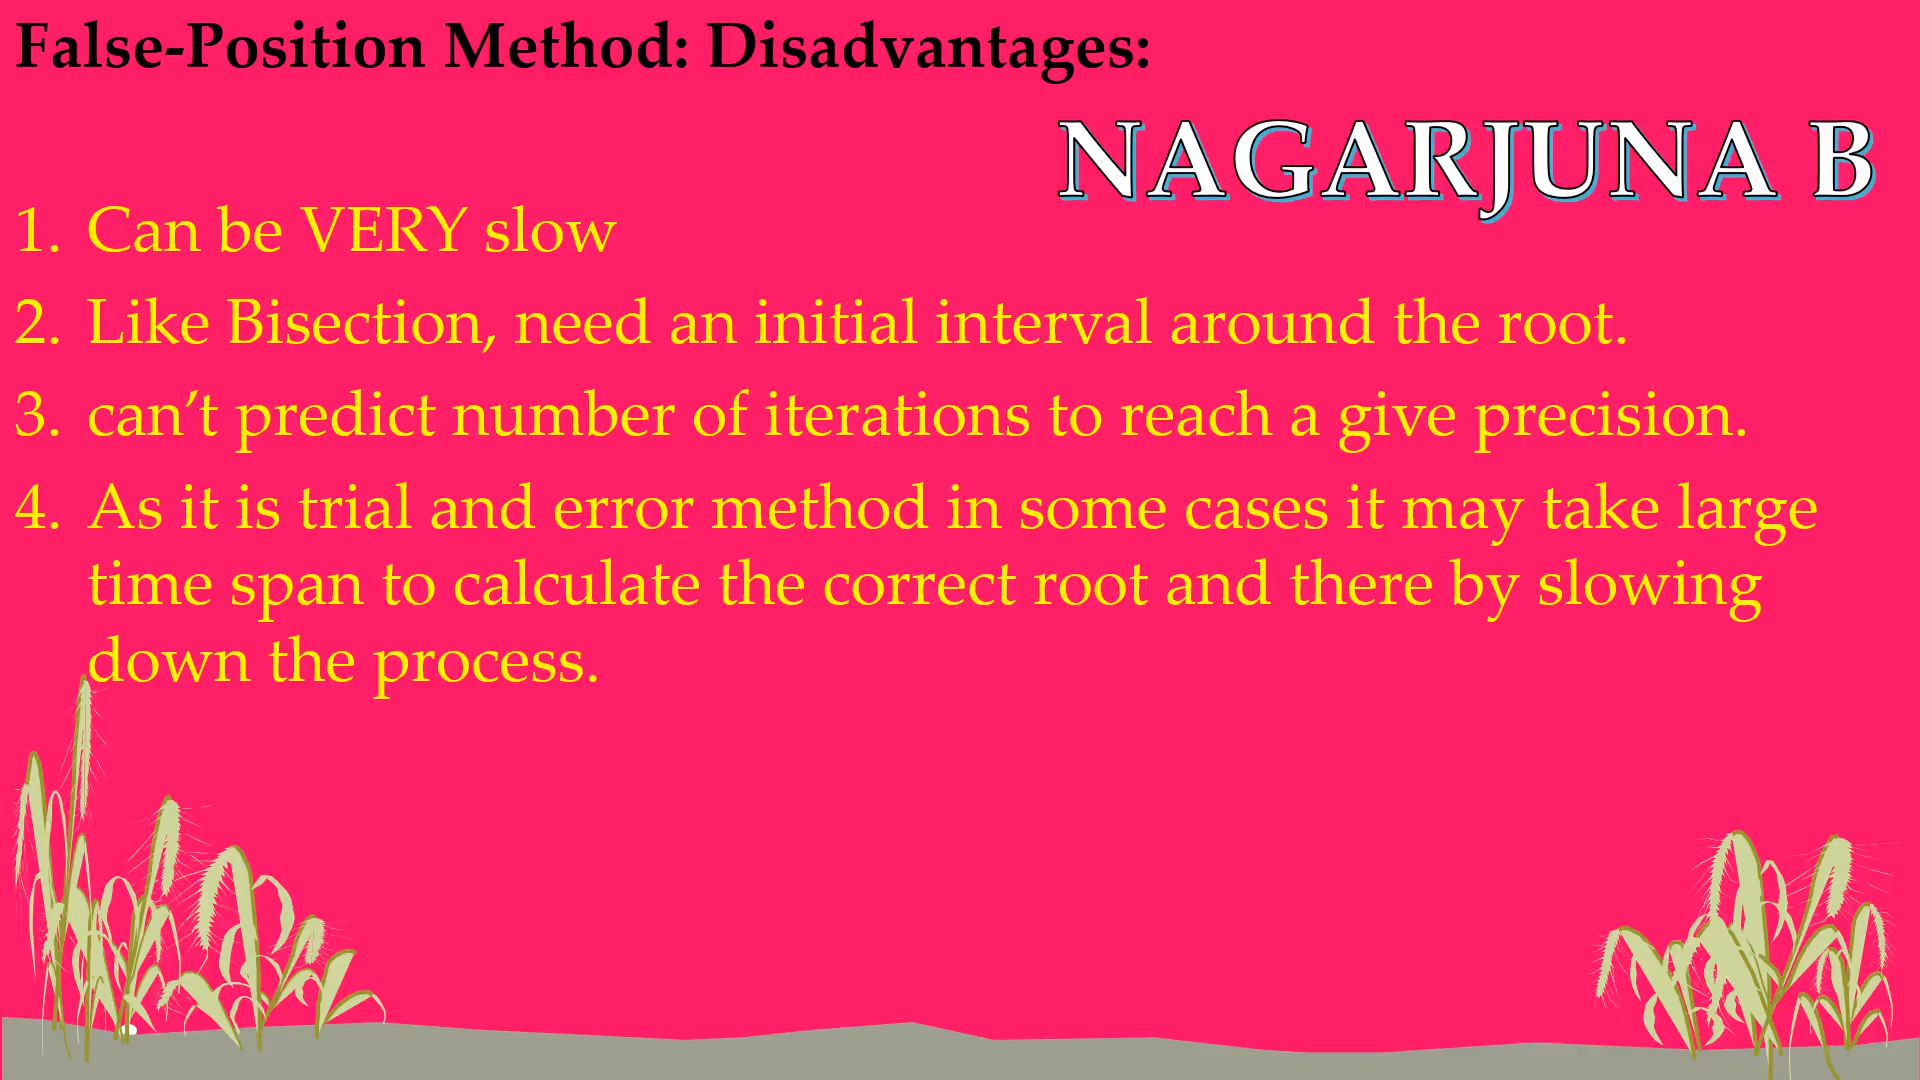 False-Position Method: Disadvantages:
NAGARJUNA B
1. Can be VERY slow
2. Like Bisection, need an initial interval around the root.
3. can’t predict number of iterations to reach a give precision.
4. As it is trial and error method in some cases it may take large
time span to calculate the correct root and there by slowing
down the process.